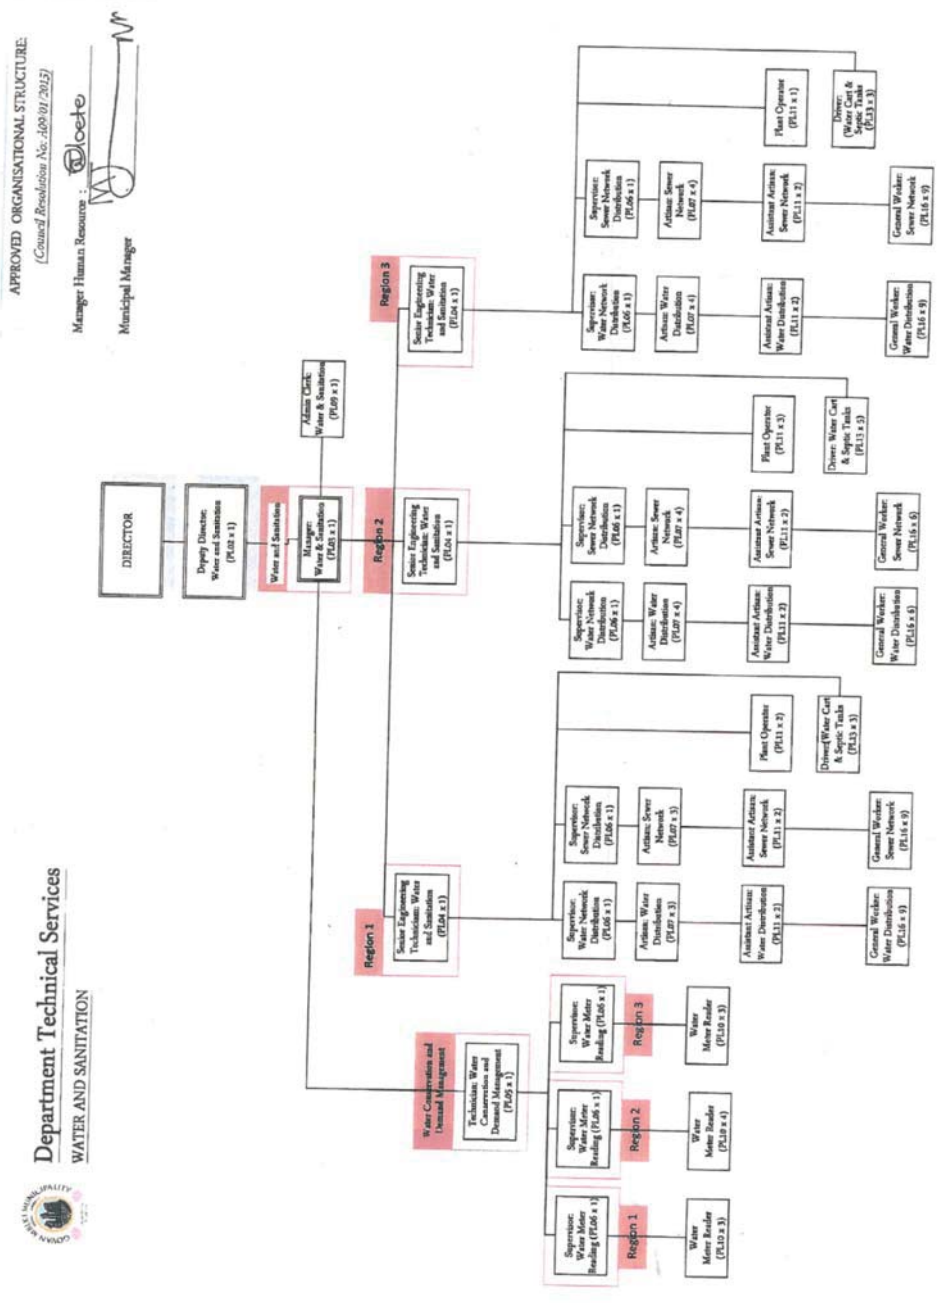 GOVAN MBEKI MUNICIPALITY
Department Technical Services
WATER AND SANITATION
APPROVED ORGANISATIONAL STRUCTURE:
(Council Resolution No: A09/01/2015)
Manager Human Resource :
Municipal Manager
DIRECTOR
Deputy Director:
Water and Sanitation
(PL02 x 1)
Water and Sanitation
Manager:
Water & Sanitation
(PL03 x 1)
Admin Clerk:
Water & Sanitation
(PL09 x 1)
Water Conservation and
Demand Management
Technician: Water
Conservation and
Demand Management
(PL05 x 1)
Supervisor:
Water Meter
Reading (PL06 x 1)
Region 1
Water
Meter Reader
(PL10 x 3)
Supervisor:
Water Meter
Reading (PL06 x 1)
Region 2
Water
Meter Reader
(PL10 x 4)
Supervisor:
Water Meter
Reading (PL06 x 1)
Region 3
Water
Meter Reader
(PL10 x 3)
Region 1
Senior Engineering
Technician: Water
and Sanitation
(PL04 x 1)
Supervisor:
Water Network
Distribution
(PL06 x 1)
Artisan: Water
Distribution
(PL07 x 3)
Assistant Artisan:
Water Distribution
(PL11 x 2)
General Worker:
Water Distribution
(PL16 x 9)
Supervisor:
Sewer Network
Distribution
(PL06 x 1)
Artisan: Sewer
Network
(PL07 x 3)
Assistant Artisan:
Sewer Network
(PL11 x 2)
General Worker:
Sewer Network
(PL16 x 9)
Plant Operator
(PL11 x 2)
Driver:(Water Cart
& Septic Tanks
(PL13 x 3)
Region 2
Senior Engineering
Technician: Water
and Sanitation
(PL04 x 1)
Supervisor:
Water Network
Distribution
(PL06 x 1)
Artisan: Water
Distribution
(PL07 x 4)
Assistant Artisan:
Water Distribution
(PL11 x 2)
General Worker:
Water Distribution
(PL16 x 6)
Supervisor:
Sewer Network
Distribution
(PL06 x 1)
Artisan: Sewer
Network
(PL07 x 4)
Assistant Artisan:
Sewer Network
(PL11 x 2)
General Worker:
Sewer Network
(PL16 x 6)
Plant Operator
(PL11 x 3)
Driver: Water Cart
& Septic Tanks
(PL13 x 5)
Region 3
Senior Engineering
Technician: Water
and Sanitation
(PL04 x 1)
Supervisor:
Water Network
Distribution
(PL06 x 1)
Artisan: Water
Distribution
(PL07 x 4)
Assistant Artisan:
Water Distribution
(PL11 x 2)
General Worker:
Water Distribution
(PL16 x 9)
Supervisor:
Sewer Network
Distribution
(PL06 x 1)
Artisan: Sewer
Network
(PL07 x 4)
Assistant Artisan:
Sewer Network
(PL11 x 2)
General Worker:
Sewer Network
(PL16 x 9)
Plant Operator
(PL11 x 1)
Driver:
(Water Cart &
Septic Tanks
(PL13 x 3)